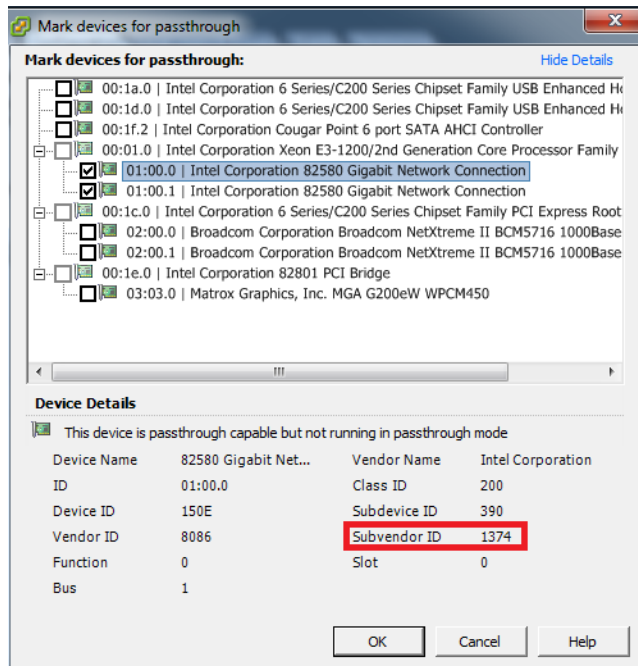 Mark devices for passthrough
Mark devices for passthrough: Hide Details
00:1a.0 | Intel Corporation 6 Series/C200 Series Chipset Family USB Enhanced Ho
00:1d.0 | Intel Corporation 6 Series/C200 Series Chipset Family USB Enhanced Ho
00:1f.2 | Intel Corporation Cougar Point 6 port SATA AHCI Controller
00:01.0 | Intel Corporation Xeon E3-1200/2nd Generation Core Processor Family
01:00.0 | Intel Corporation 82580 Gigabit Network Connection
01:00.1 | Intel Corporation 82580 Gigabit Network Connection
00:1c.0 | Intel Corporation 6 Series/C200 Series Chipset Family PCI Express Root
02:00.0 | Broadcom Corporation Broadcom NetXtreme II BCM5716 1000Base
02:00.1 | Broadcom Corporation Broadcom NetXtreme II BCM5716 1000Base
00:1e.0 | Intel Corporation 82801 PCI Bridge
03:03.0 | Matrox Graphics, Inc. MGA G200eW WPCM450
Device Details
This device is passthrough capable but not running in passthrough mode
Device Name 82580 Gigabit Net... Vendor Name Intel Corporation
ID 01:00.0 Class ID 200
Device ID 150E Subdevice ID 390
Vendor ID 8086 Subvendor ID 1374
Function 0 Slot 0
Bus 1
OK Cancel Help